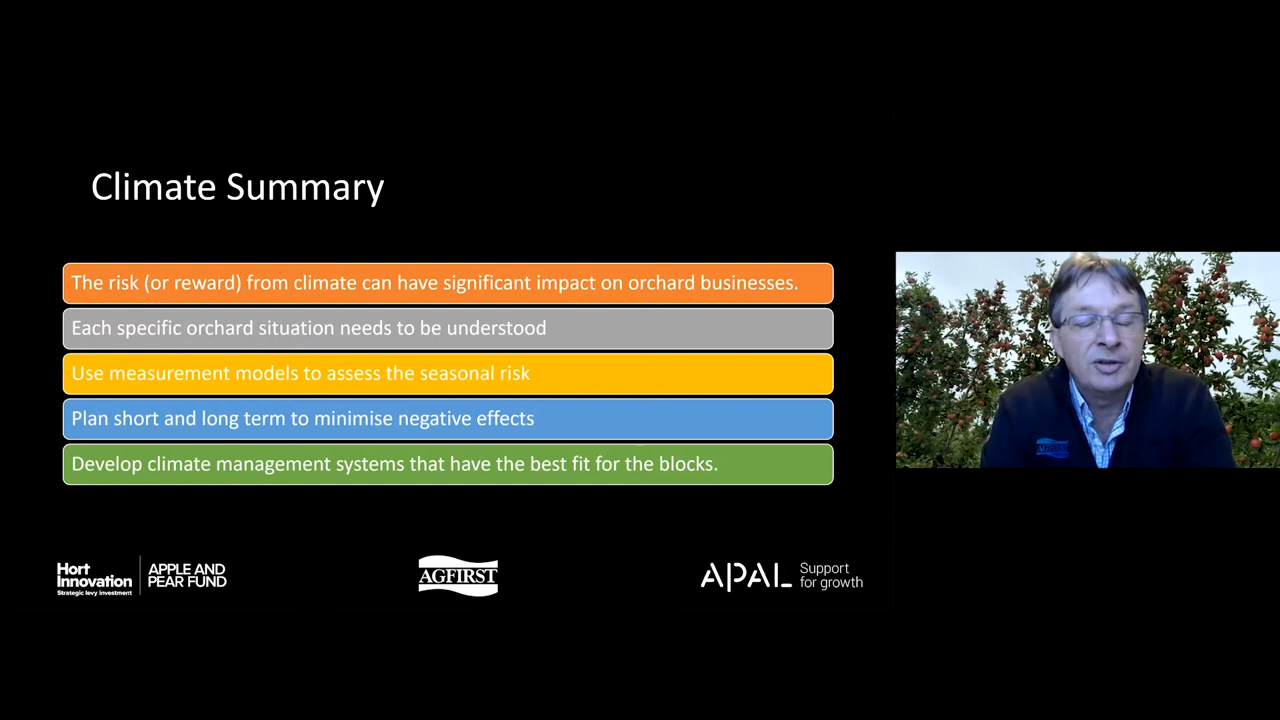 Climate Summary
The risk (or reward) from climate can have significant impact on orchard businesses.
Each specific orchard situation needs to be understood
Use measurement models to assess the seasonal risk
Plan short and long term to minimise negative effects
Develop climate management systems that have the best fit for the blocks.
Hort
Innovation
Strategic levy investment
APPLE AND
PEAR FUND
AGFIRST
APAL
Support
for growth
AGFIRST